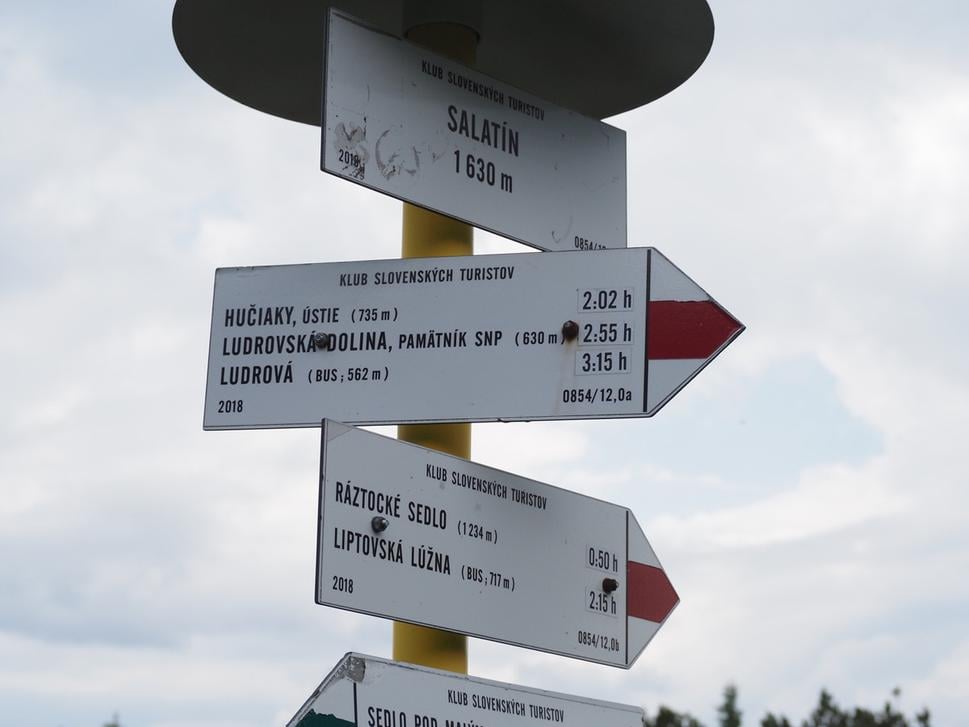 KLUB SLOVENSKÝCH TURISTOV
SALATÍN
1630 m
2018
KLUB SLOVENSKÝCH TURISTOV
HUČIAKY, ÚSTIE (735 m) 2:02 h
LUDROVSKÁ DOLINA, PAMÄTNÍK SNP (630 m) 2:55 h
LUDROVÁ (BUS; 562 m) 3:15 h
2018 0854/12,0a
KLUB SLOVENSKÝCH TURISTOV
RÁZTOCKÉ SEDLO (1234 m) 0:50 h
LIPTOVSKÁ LÚŽNA (BUS; 717 m) 2:15 h
2018 0854/12,0b
KLUB SLOVENSKÝCH TURISTOV
SEDLO POD